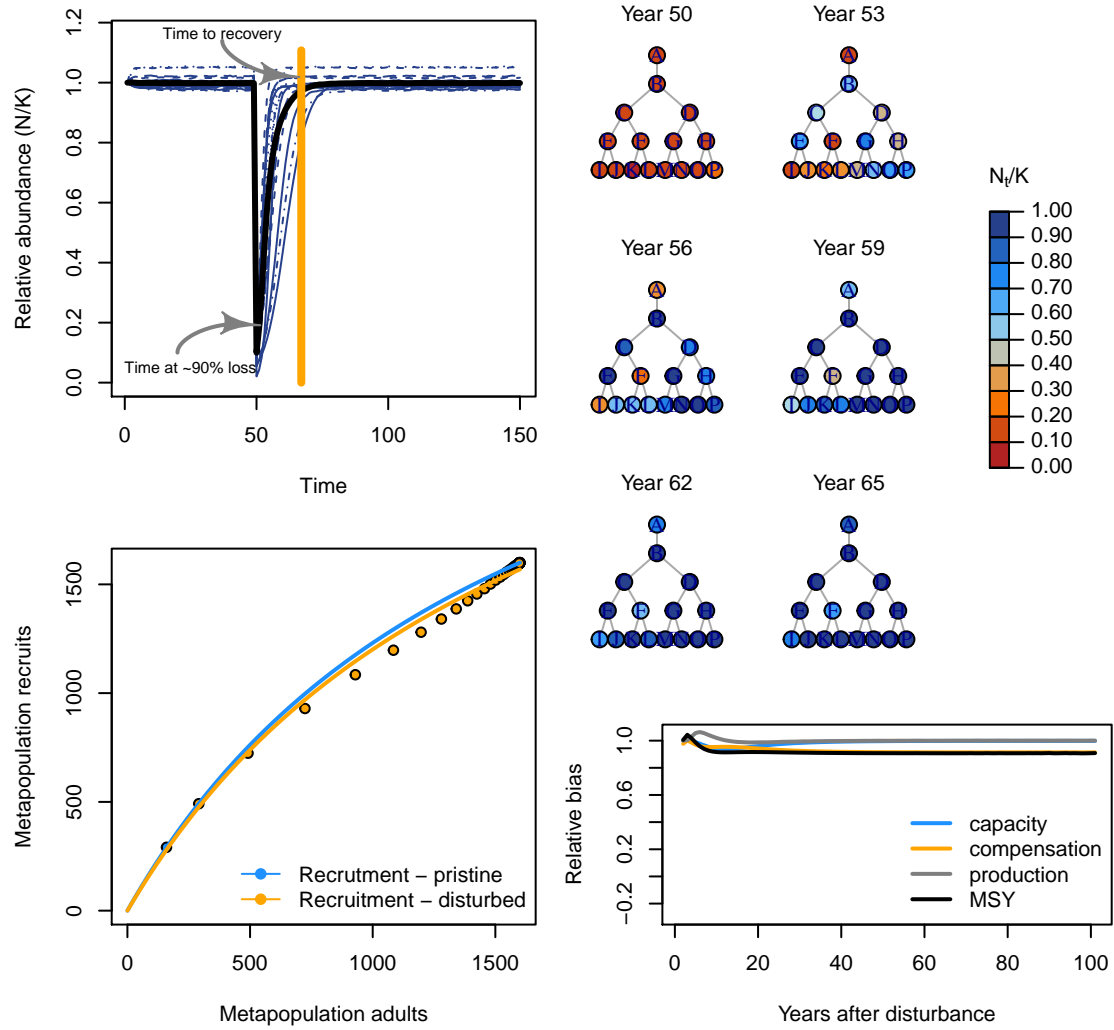 Relative abundance (N/K)
1.2
1.0
0.8
0.6
0.4
0.2
0.0
Time to recovery
Time at ~90% loss
0
50
100
150
Time
Year 50
A
B
D
E
F
G
H
I
J
K
L
M
N
O
P
Year 53
A
B
D
E
F
G
H
I
J
K
L
M
N
O
P
Year 56
A
B
D
E
F
G
H
I
J
K
L
M
N
O
P
Year 59
A
B
D
E
F
G
H
I
J
K
L
M
N
O
P
Year 62
A
B
D
E
F
G
H
I
J
K
L
M
N
O
P
Year 65
A
B
D
E
F
G
H
I
J
K
L
M
N
O
P
Nt/K
1.00
0.90
0.80
0.70
0.60
0.50
0.40
0.30
0.20
0.10
0.00
Metapopulation recruits
1500
1000
500
0
Recrutment − pristine
Recruitment − disturbed
0
500
1000
1500
Metapopulation adults
Relative bias
1.0
0.6
0.2
−0.2
capacity
compensation
production
MSY
0
20
40
60
80
100
Years after disturbance